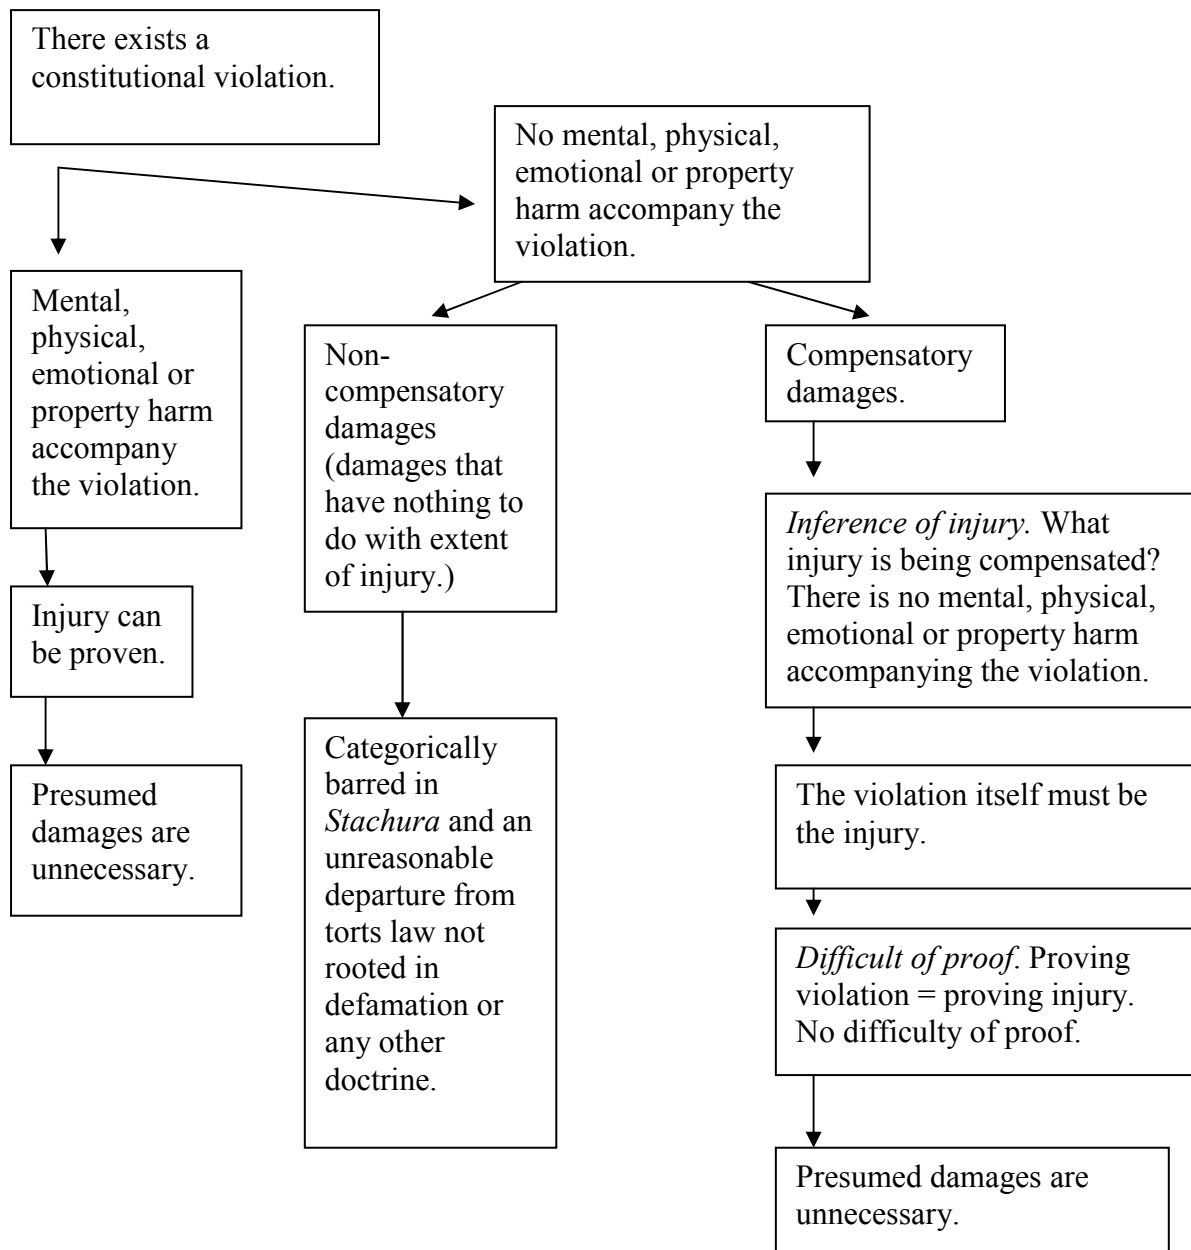 There exists a
constitutional violation.
No mental, physical,
emotional or property
harm accompany the
violation.
Mental,
physical,
emotional or
property harm
accompany
the violation.
Non-
compensatory
damages
(damages that
have nothing to
do with extent
of injury.)
Compensatory
damages.
Inference of injury. What
injury is being compensated?
There is no mental, physical,
emotional or property harm
accompanying the violation.
Injury can
be proven.
Categorically
barred in
Stachura and an
unreasonable
departure from
torts law not
rooted in
defamation or
any other
doctrine.
Presumed
damages are
unnecessary.
The violation itself must be
the injury.
Difficult of proof. Proving
violation = proving injury.
No difficulty of proof.
Presumed damages are
unnecessary.